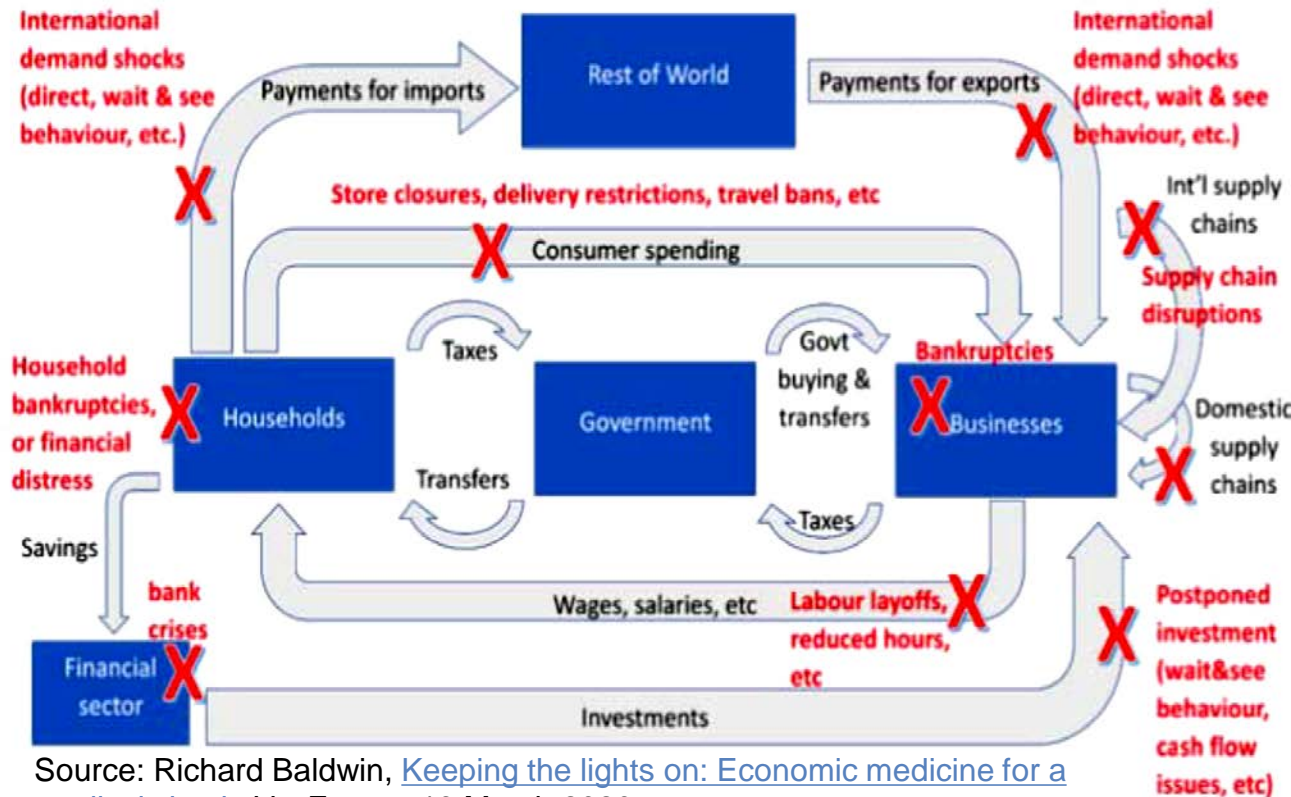 International
demand shocks
(direct, wait & see
behaviour, etc.)
Payments for imports
Rest of World
Payments for exports
International
demand shocks
(direct, wait & see
behaviour, etc.)
Store closures, delivery restrictions, travel bans, etc
Consumer spending
Int'l supply
chains
Supply chain
disruptions
Household
bankruptcies,
or financial
distress
Households
Taxes
Transfers
Government
Govt
buying &
transfers
Taxes
Bankruptcies
Businesses
Domestic
supply
chains
Savings
bank
crises
Financial
sector
Wages, salaries, etc
Labour layoffs,
reduced hours,
etc
Investments
Postponed
investment
(wait&see
behaviour,
cash flow
issues, etc)
Source: Richard Baldwin, Keeping the lights on: Economic medicine for a